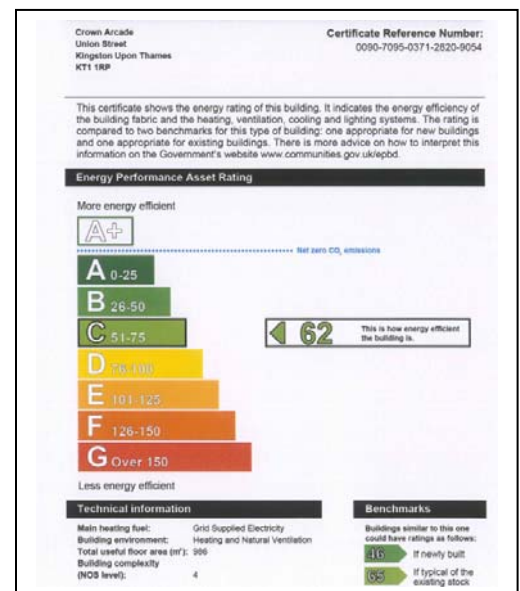 Crown Arcade
Union Street
Kingston Upon Thames
KT1 1RP
Certificate Reference Number:
0090-7095-0371-2820-9054
This certificate shows the energy rating of this building. It indicates the energy efficiency of
the building fabric and the heating, ventilation, cooling and lighting systems. The rating is
compared to two benchmarks for this type of building: one appropriate for new buildings
and one appropriate for existing buildings. There is more advice on how to interpret this
information on the Government's website www.communities.gov.uk/epbd.
Energy Performance Asset Rating
More energy efficient
A+
Net zero CO₂ emissions
A 0-25
B 26-50
C 51-75
62
This is how energy efficient
the building is.
D 76-100
E 101-125
F 126-150
G Over 150
Less energy efficient
Technical information
Main heating fuel: Grid Supplied Electricity
Building environment: Heating and Natural Ventilation
Total useful floor area (m²): 986
Building complexity
(NOS level): 4
Benchmarks
Buildings similar to this one
could have ratings as follows:
46 If newly built
65 If typical of the
existing stock